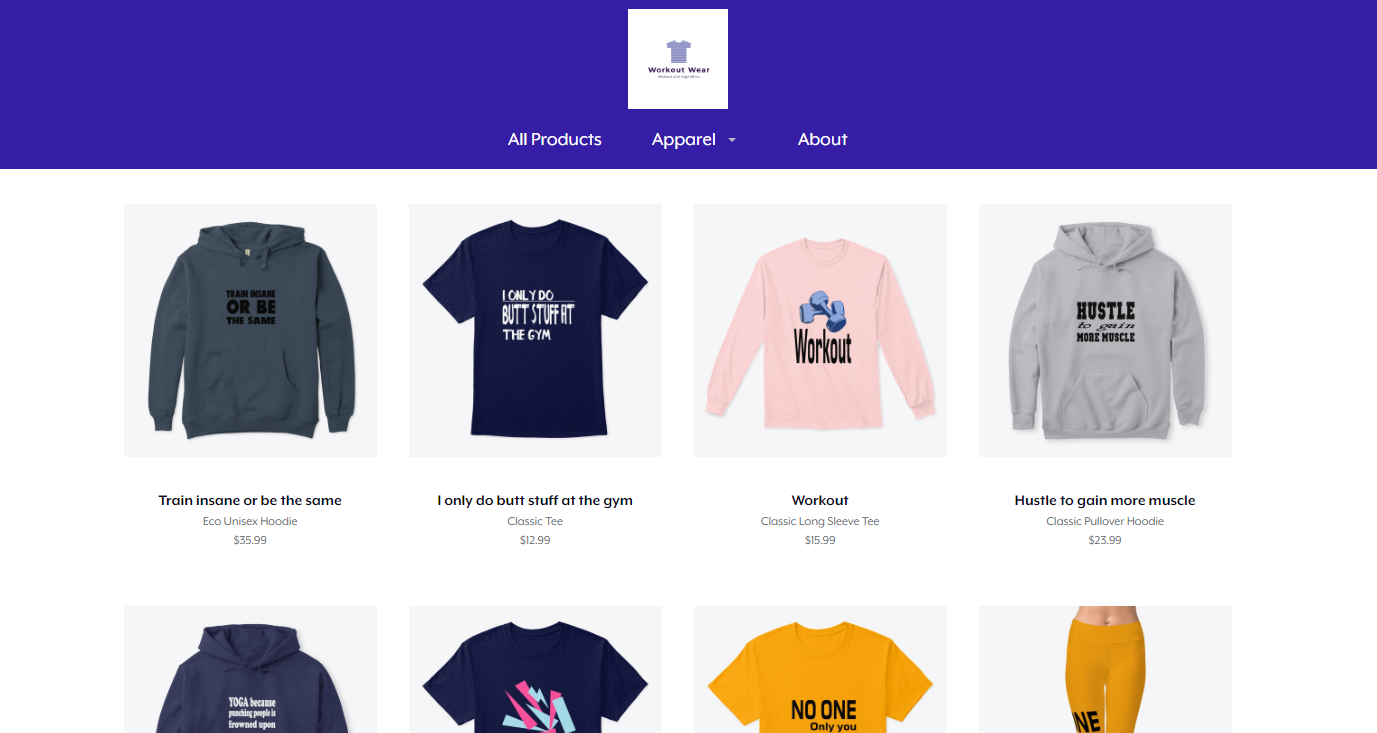 Workout Wear
All Products
Apparel
About
TRAIN INSANE
OR BE
THE SAME
I ONLY DO
BUTT STUFF AT
THE GYM
Workout
HUSTLE
to gain
MORE MUSCLE
Train insane or be the same
Eco Unisex Hoodie
$35.99
I only do butt stuff at the gym
Classic Tee
$12.99
Workout
Classic Long Sleeve Tee
$15.99
Hustle to gain more muscle
Classic Pullover Hoodie
$23.99
YOGA because
punching people is
frowned upon
NO ONE
Only you
NE